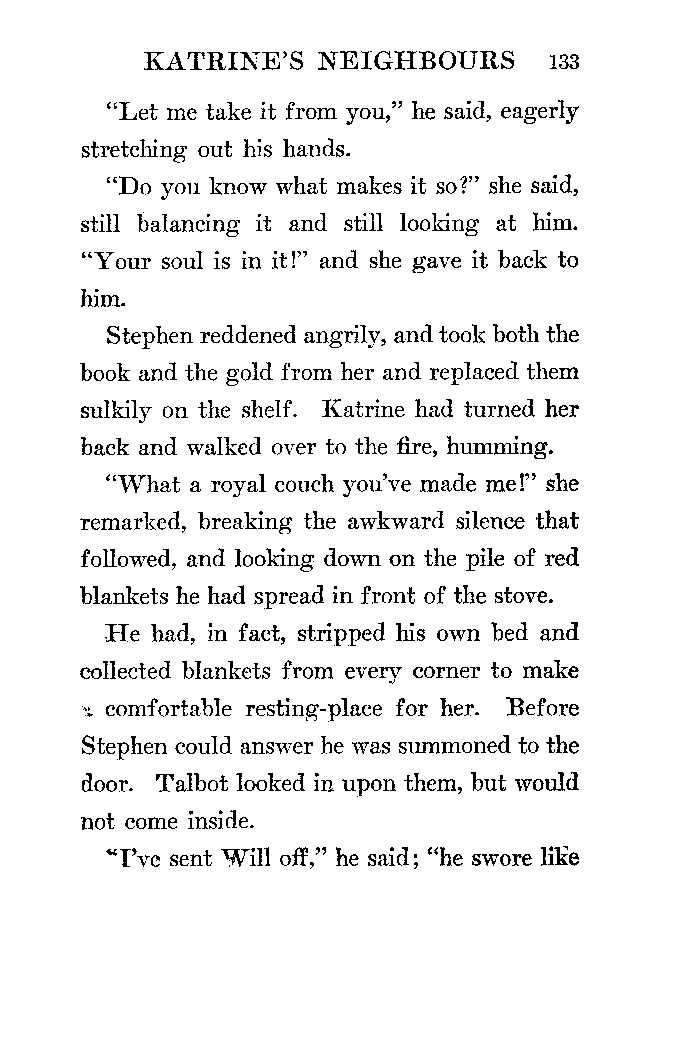 KATRINE'S NEIGHBOURS 133
"Let me take it from you," he said, eagerly
stretching out his hands.
"Do you know what makes it so?" she said,
still balancing it and still looking at him.
"Your soul is in it!" and she gave it back to
him.
Stephen reddened angrily, and took both the
book and the gold from her and replaced them
sulkily on the shelf. Katrine had turned her
back and walked over to the fire, humming.
"What a royal couch you've made me!" she
remarked, breaking the awkward silence that
followed, and looking down on the pile of red
blankets he had spread in front of the stove.
He had, in fact, stripped his own bed and
collected blankets from every corner to make
a comfortable resting-place for her. Before
Stephen could answer he was summoned to the
door. Talbot looked in upon them, but would
not come inside.
"I've sent Will off," he said; "he swore like